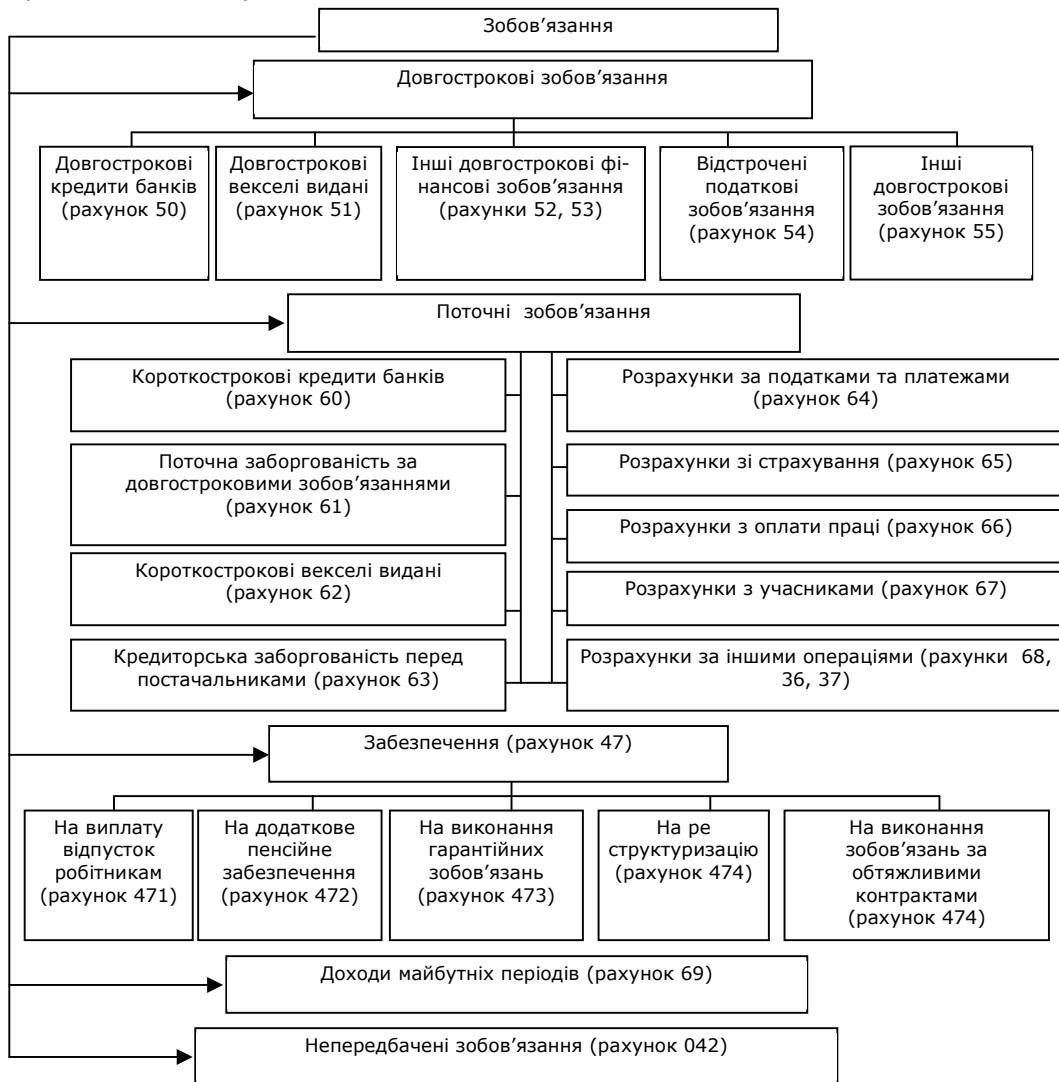 Зобов’язання
Довгострокові зобов’язання
Довгострокові
кредити банків
(рахунок 50)
Довгострокові
векселі видані
(рахунок 51)
Інші довгострокові фі-
нансові зобов’язання
(рахунки 52, 53)
Відстрочені
податкові
зобов’язання
(рахунок 54)
Інші
довгострокові
зобов’язання
(рахунок 55)
Поточні зобов’язання
Короткострокові кредити банків
(рахунок 60)
Поточна заборгованість за
довгостроковими зобов’язаннями
(рахунок 61)
Короткострокові векселі видані
(рахунок 62)
Кредиторська заборгованість перед
постачальниками (рахунок 63)
Розрахунки за податками та платежами
(рахунок 64)
Розрахунки зі страхування (рахунок 65)
Розрахунки з оплати праці (рахунок 66)
Розрахунки з учасниками (рахунок 67)
Розрахунки за іншими операціями (рахунки 68,
36, 37)
Забезпечення (рахунок 47)
На виплату
відпусток
робітникам
(рахунок 471)
На додаткове
пенсійне
забезпечення
(рахунок 472)
На виконання
гарантійних
зобов’язань
(рахунок 473)
На ре
структуризацію
(рахунок 474)
На виконання
зобов’язань за
обтяжливими
контрактами
(рахунок 474)
Доходи майбутніх періодів (рахунок 69)
Непередбачені зобов’язання (рахунок 042)